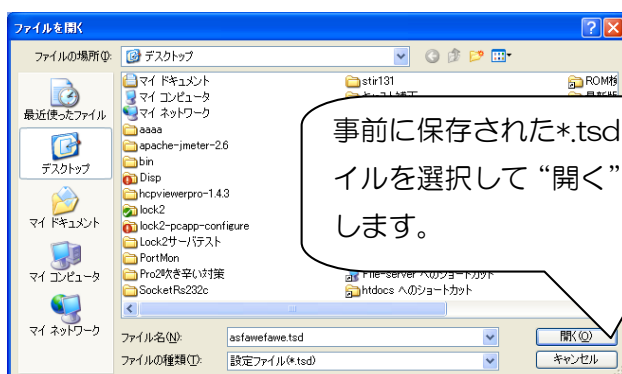 ファイルを開く
ファイルの場所(I):
デスクトップ
最近使ったファイル
デスクトップ
マイ ドキュメント
マイ コンピュータ
マイ ネットワーク
マイ ドキュメント
マイ コンピュータ
マイ ネットワーク
aaaa
apache-jmeter-2.6
bin
Disp
hcpviewerpro-1.4.3
lock2
lock2-pcapp-configure
Lock2サーバテスト
PortMon
Pro2吹き辛い対策
SocketRs232c
stir131
File-server へのショートカット
htdocs へのショートカット
事前に保存された*.tsd
イルを選択して“開く”
します。
ファイル名(N):
asfawefawe.tsd
開く(O)
ファイルの種類(T):
設定ファイル(*.tsd)
キャンセル